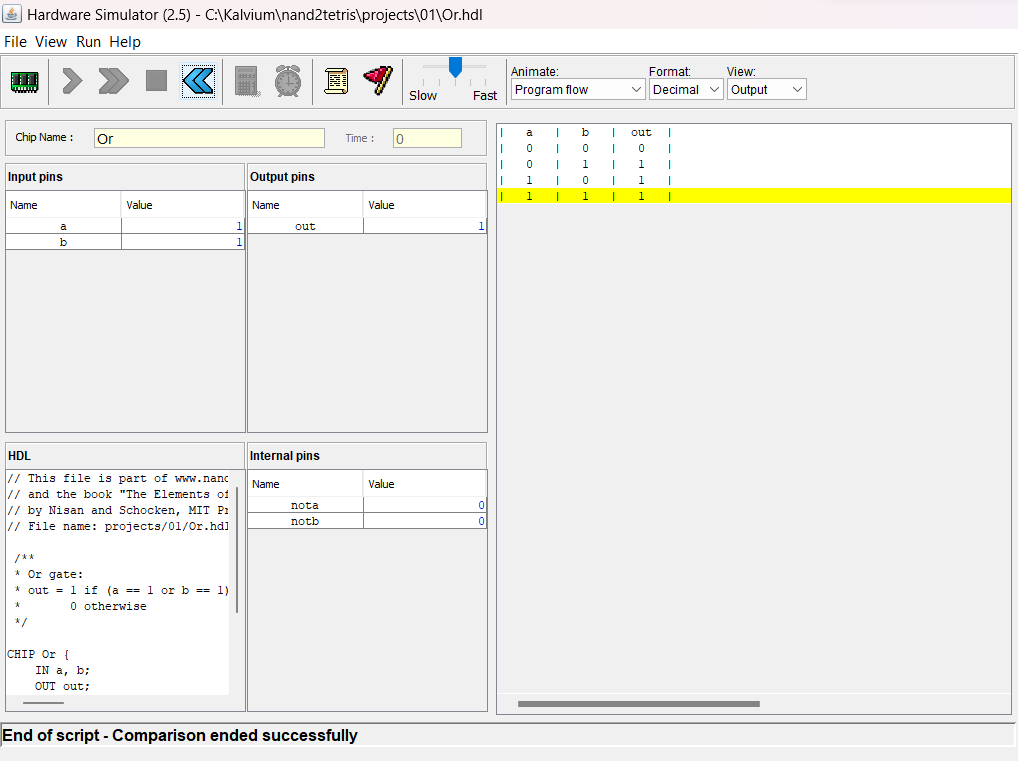 Hardware Simulator (2.5) - C:\Kalvium\nand2tetris\projects\01\Or.hdl
File View Run Help
Slow Fast
Animate: Format: View:
Program flow Decimal Output
Chip Name : Or Time : 0
Input pins
Name Value
a 1
b 1
Output pins
Name Value
out 1
HDL
// This file is part of www.nand
// and the book "The Elements of
// by Nisan and Schocken, MIT Pr
// File name: projects/01/Or.hdl
/**
* Or gate:
* out = 1 if (a == 1 or b == 1)
* 0 otherwise
*/
CHIP Or {
IN a, b;
OUT out;
Internal pins
Name Value
nota 0
notb 0
| a | b | out |
| 0 | 0 | 0 |
| 0 | 1 | 1 |
| 1 | 0 | 1 |
| 1 | 1 | 1 |
End of script - Comparison ended successfully